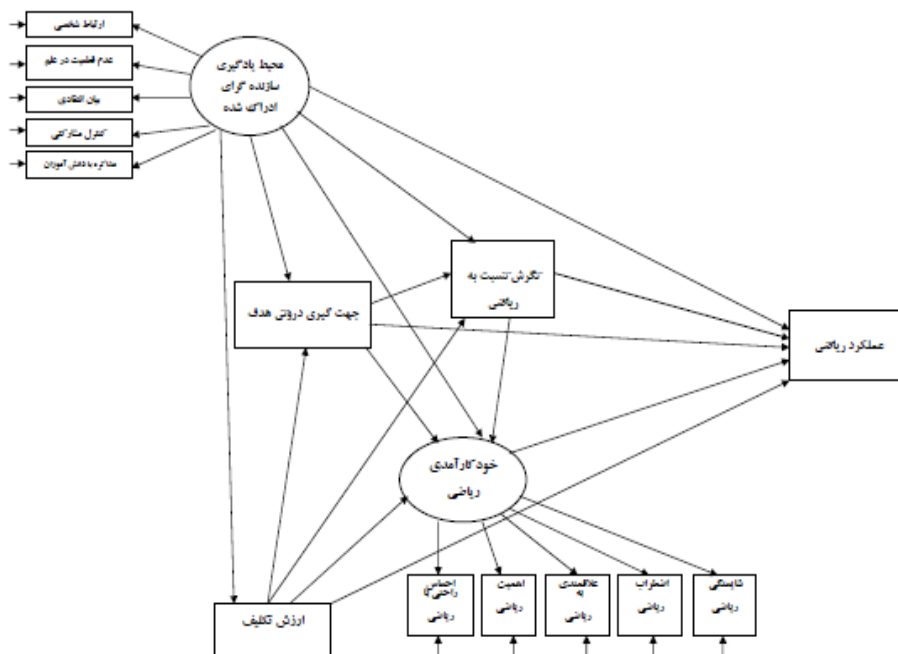 ارتباط شخصی
عدم قطعیت در علم
بیان انتقادی
کنترل مشارکتی
مذاکره با دانش آموزان
محیط یادگیری
سازنده گرای
ادراک شده
نگرش نسبت به
ریاضی
جهت گیری درونی هدف
عملکرد ریاضی
خودکارآمدی
ریاضی
ارزش تکلیف
احساس
راحتی با
ریاضی
اهمیت
ریاضی
علاقمندی
به
ریاضی
اضطراب
ریاضی
شایستگی
ریاضی